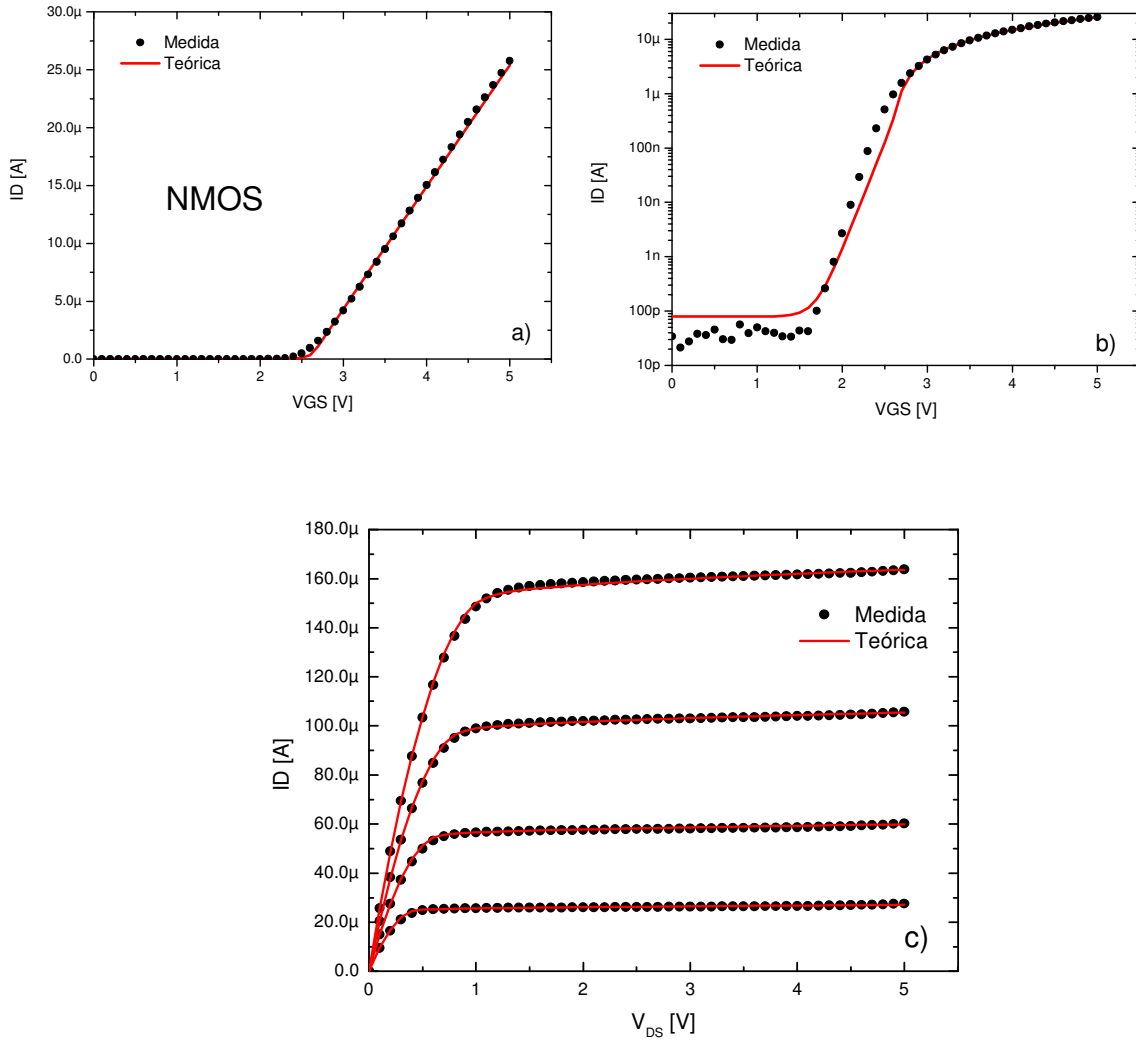 30.0µ
25.0µ
20.0µ
15.0µ
10.0µ
5.0µ
0.0
ID [A]
Medida
Teórica
NMOS
a)
0 1 2 3 4 5
VGS [V]
10µ
1µ
100n
10n
1n
100p
10p
ID [A]
Medida
Teórica
b)
0 1 2 3 4 5
VGS [V]
180.0µ
160.0µ
140.0µ
120.0µ
100.0µ
80.0µ
60.0µ
40.0µ
20.0µ
0.0
ID [A]
Medida
Teórica
c)
0 1 2 3 4 5
V_DS [V]